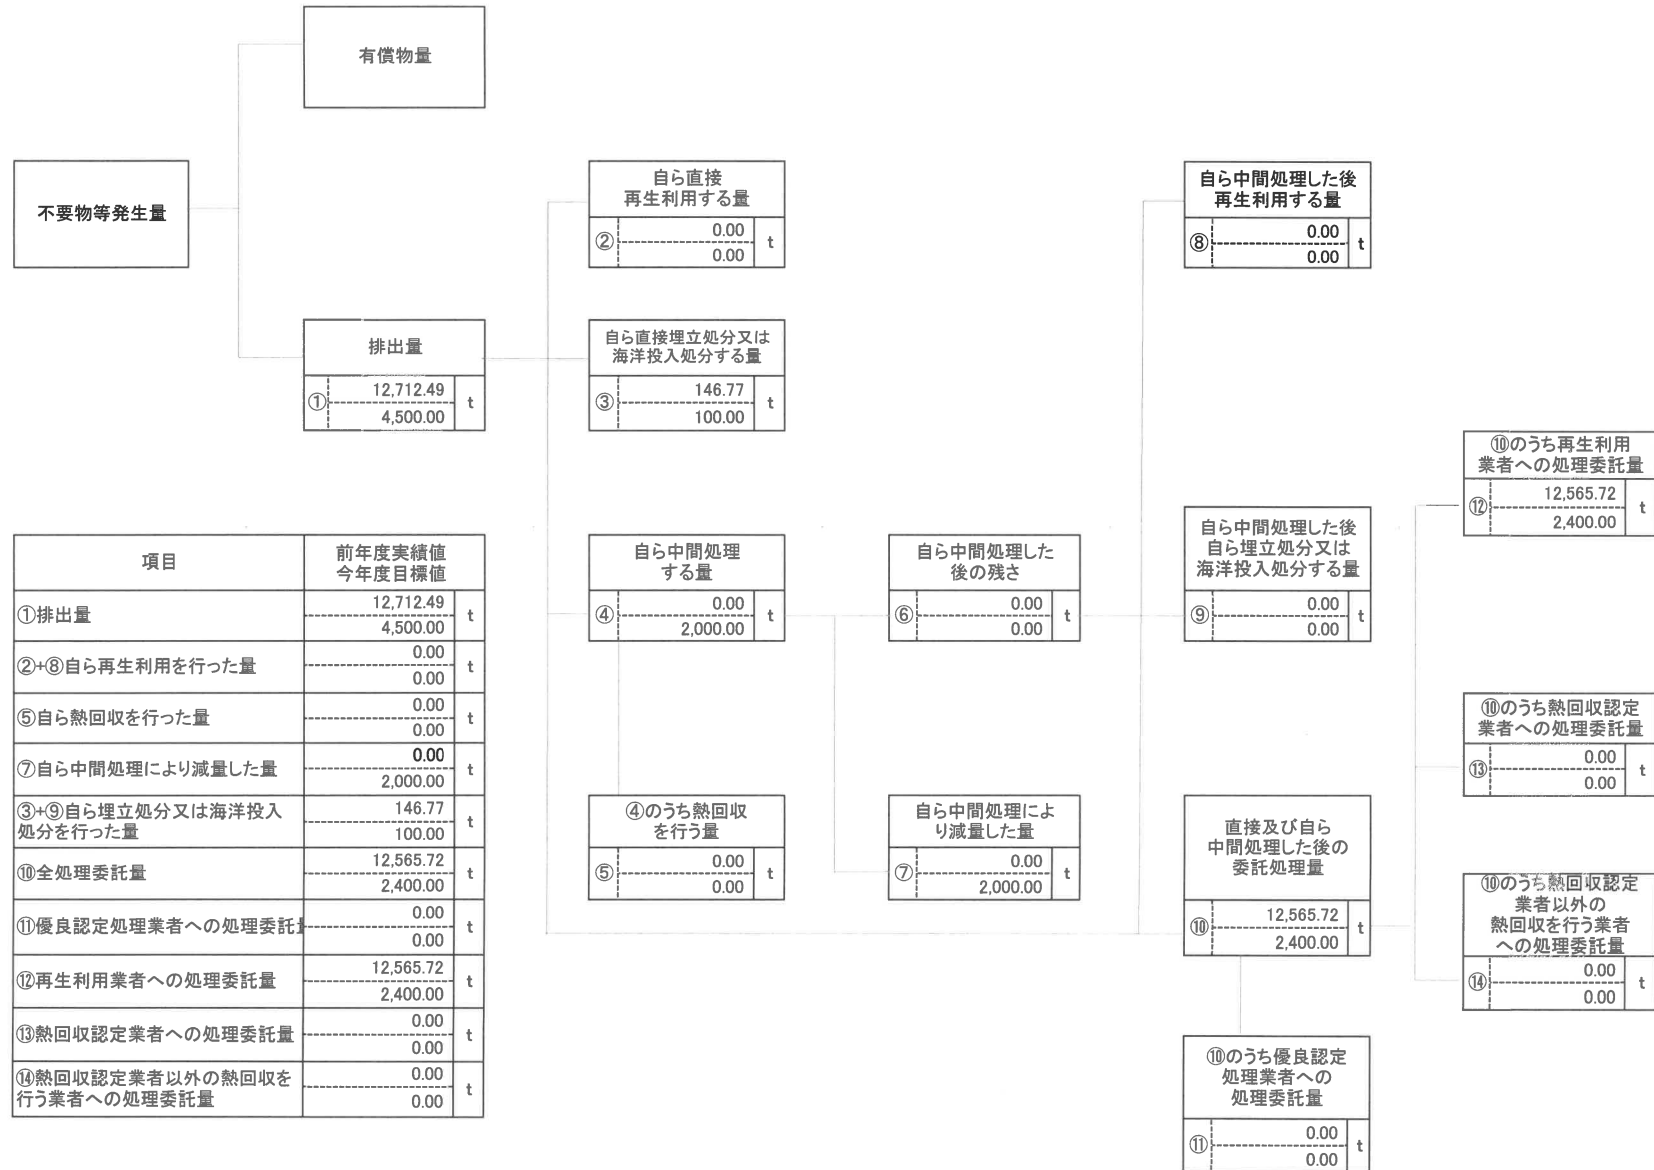 有償物量
不要物等発生量
自ら直接
再生利用する量
②
0.00
0.00
t
自ら中間処理した後
再生利用する量
⑧
0.00
0.00
t
排出量
①
12,712.49
4,500.00
t
自ら直接埋立処分又は
海洋投入処分する量
③
146.77
100.00
t
⑩のうち再生利用
業者への処理委託量
⑫
12,565.72
2,400.00
t
自ら中間処理
する量
④
0.00
2,000.00
t
自ら中間処理した
後の残さ
⑥
0.00
0.00
t
自ら中間処理した後
自ら埋立処分又は
海洋投入処分する量
⑨
0.00
0.00
t
⑩のうち熱回収認定
業者への処理委託量
⑬
0.00
0.00
t
④のうち熱回収
を行う量
⑤
0.00
0.00
t
自ら中間処理によ
り減量した量
⑦
0.00
2,000.00
t
直接及び自ら
中間処理した後の
委託処理量
⑩
12,565.72
2,400.00
t
⑩のうち熱回収認定
業者以外の
熱回収を行う業者
への処理委託量
⑭
0.00
0.00
t
⑩のうち優良認定
処理業者への
処理委託量
⑪
0.00
0.00
t
項目
前年度実績値
今年度目標値
①排出量
12,712.49
4,500.00
t
②+⑧自ら再生利用を行った量
0.00
0.00
t
⑤自ら熱回収を行った量
0.00
0.00
t
⑦自ら中間処理により減量した量
0.00
2,000.00
t
③+⑨自ら埋立処分又は海洋投入
処分を行った量
146.77
100.00
t
⑩全処理委託量
12,565.72
2,400.00
t
⑪優良認定処理業者への処理委託
0.00
0.00
t
⑫再生利用業者への処理委託量
12,565.72
2,400.00
t
⑬熱回収認定業者への処理委託量
0.00
0.00
t
⑭熱回収認定業者以外の熱回収を
行う業者への処理委託量
0.00
0.00
t